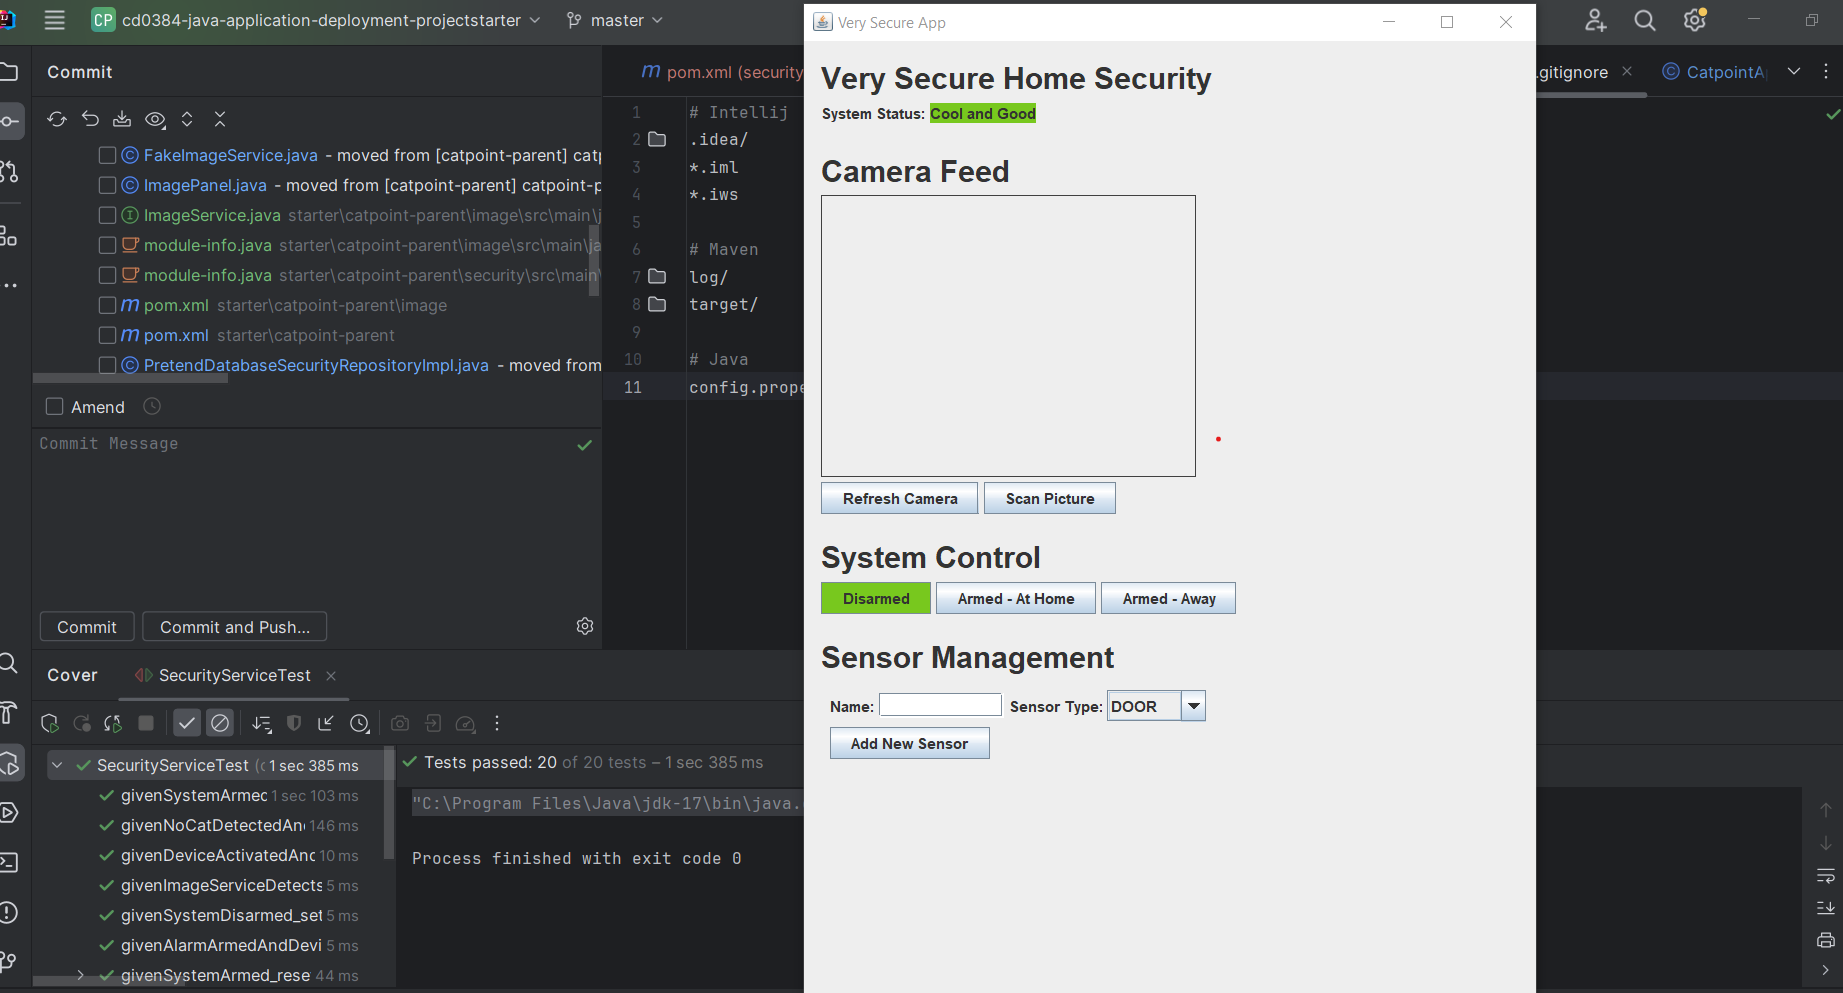 CP cd0384-java-application-deployment-projectstarter master
Commit
FakeImageService.java - moved from [catpoint-parent] catp
ImagePanel.java - moved from [catpoint-parent] catpoint-p
ImageService.java starter\catpoint-parent\image\src\main\j
module-info.java starter\catpoint-parent\image\src\main\ja
module-info.java starter\catpoint-parent\security\src\main\
pom.xml starter\catpoint-parent\image
pom.xml starter\catpoint-parent
PretendDatabaseSecurityRepositoryImpl.java - moved from
Amend
Commit Message
Commit
Commit and Push...
pom.xml (security
.gitignore
CatpointA
1 # Intellij
2 .idea/
3 *.iml
4 *.iws
5
6 # Maven
7 log/
8 target/
9
10 # Java
11 config.prope
Very Secure App
Very Secure Home Security
System Status: Cool and Good
Camera Feed
Refresh Camera
Scan Picture
System Control
Disarmed
Armed - At Home
Armed - Away
Sensor Management
Name:
Sensor Type: DOOR
Add New Sensor
Cover
SecurityServiceTest
SecurityServiceTest (c 1 sec 385 ms
givenSystemArmed 1 sec 103 ms
givenNoCatDetectedAn 146 ms
givenDeviceActivatedAnd 10 ms
givenImageServiceDetects 5 ms
givenSystemDisarmed_set 5 ms
givenAlarmArmedAndDevi 5 ms
givenSystemArmed_rese 44 ms
Tests passed: 20 of 20 tests – 1 sec 385 ms
"C:\Program Files\Java\jdk-17\bin\java.
Process finished with exit code 0